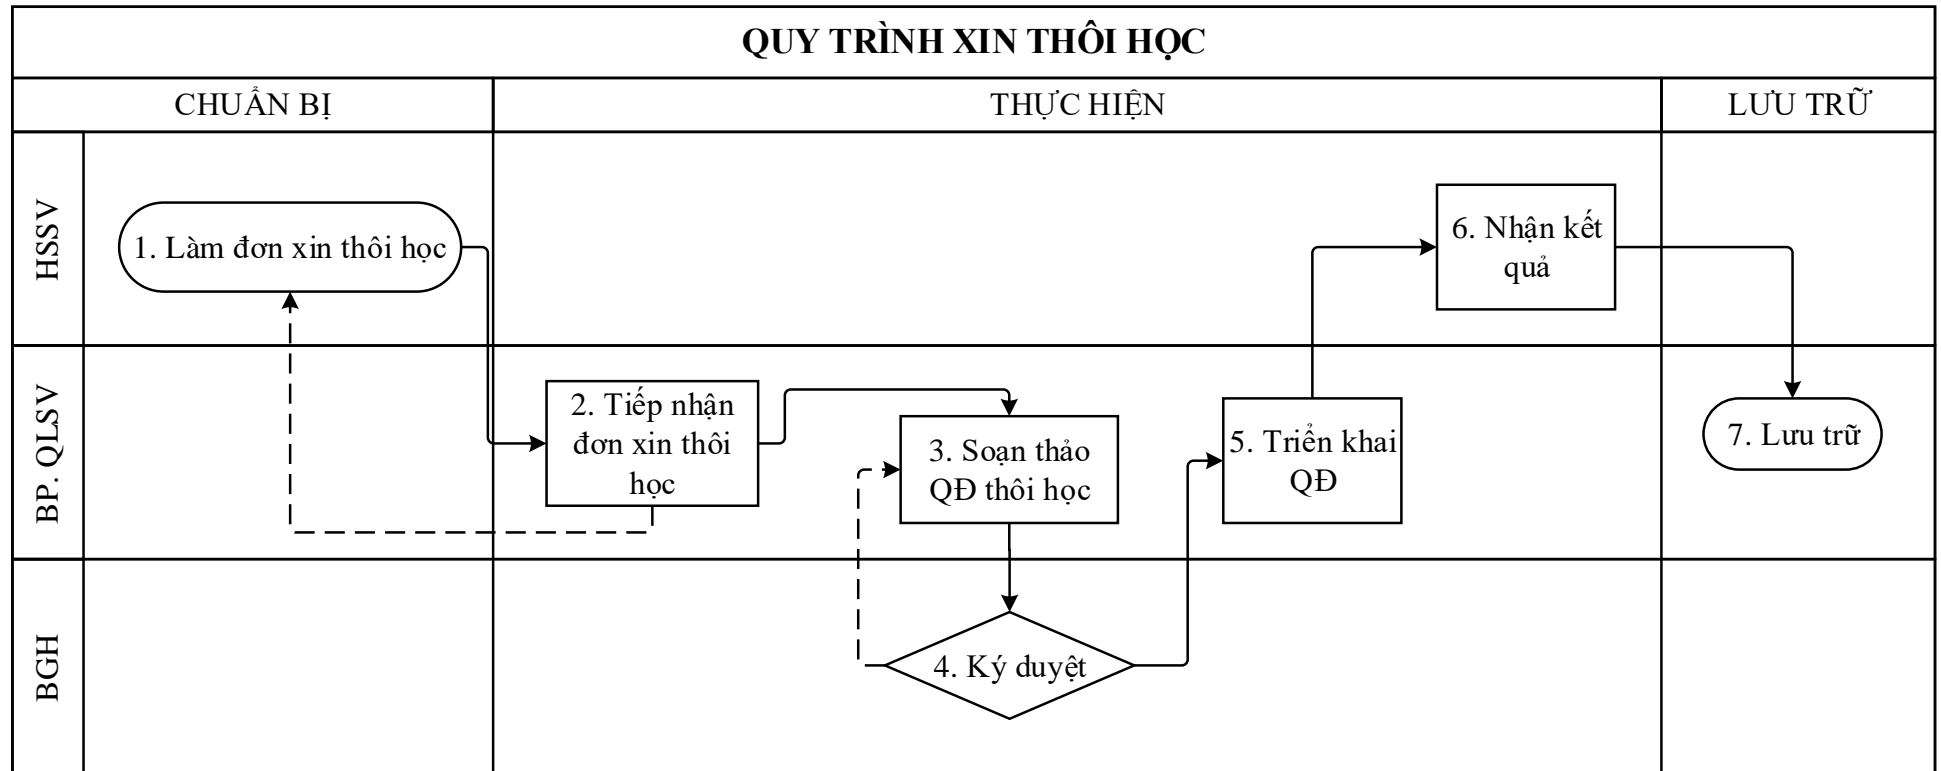 QUY TRÌNH XIN THÔI HỌC
CHUẨN BỊ
THỰC HIỆN
LƯU TRỮ
HSSV
1. Làm đơn xin thôi học
6. Nhận kết
quả
BP. QLSV
2. Tiếp nhận
đơn xin thôi
học
3. Soạn thảo
QĐ thôi học
5. Triển khai
QĐ
7. Lưu trữ
BGH
4. Ký duyệt